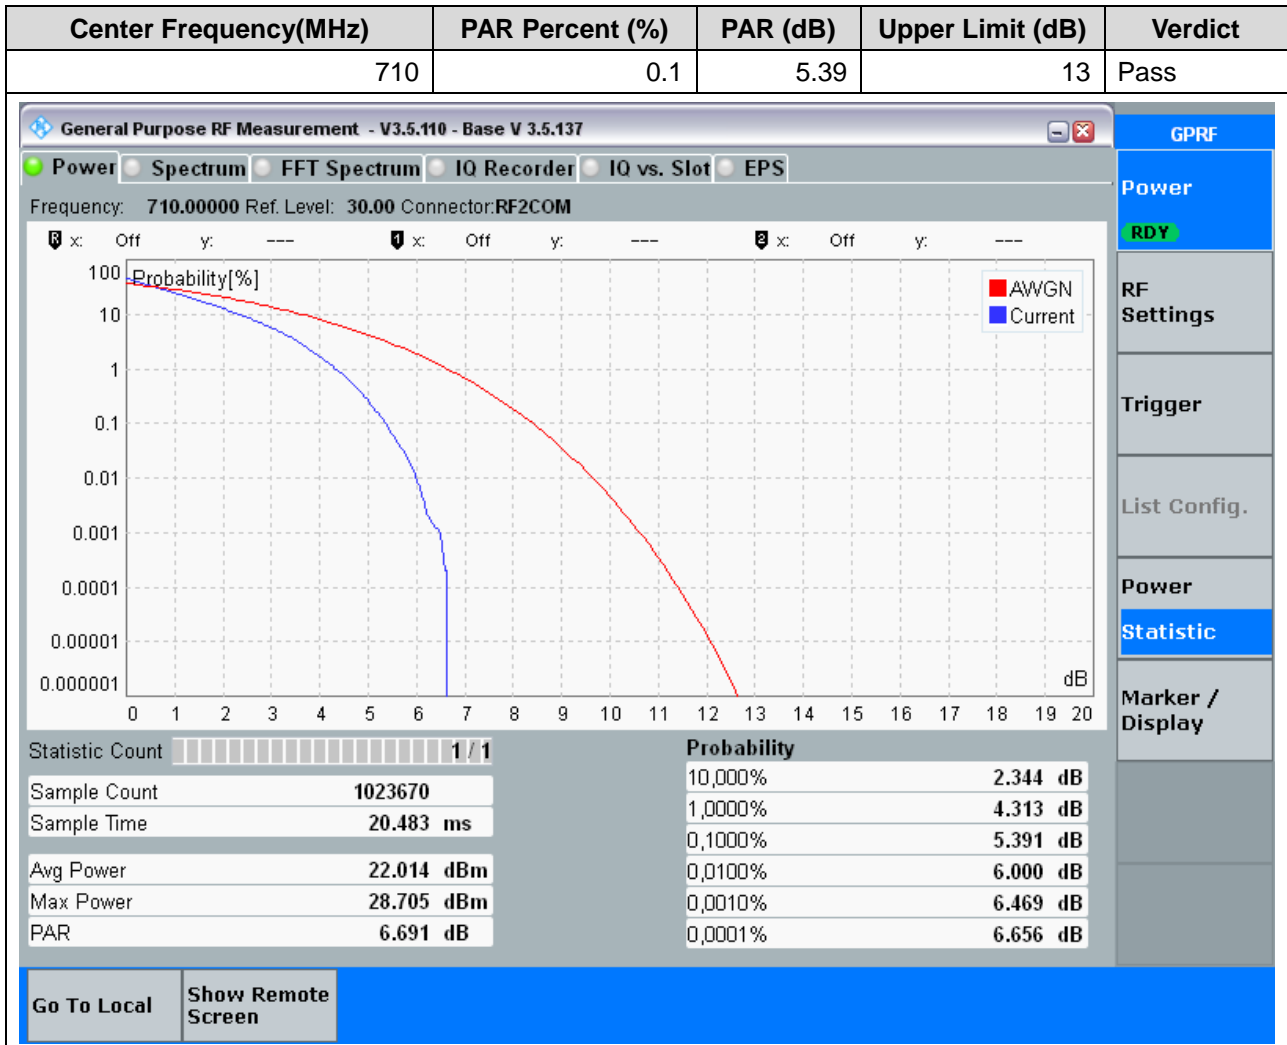 Center Frequency(MHz) PAR Percent (%) PAR (dB) Upper Limit (dB) Verdict
710 0.1 5.39 13 Pass
General Purpose RF Measurement - V3.5.110 - Base V 3.5.137
GPRF
Power Spectrum FFT Spectrum IQ Recorder IQ vs. Slot EPS
Frequency: 710.00000 Ref. Level: 30.00 Connector:RF2COM
R x: Off y: --- 1 x: Off y: --- 2 x: Off y: ---
Probability[%]
AWGN
Current
100
10
1
0.1
0.01
0.001
0.0001
0.00001
0.000001
dB
0 1 2 3 4 5 6 7 8 9 10 11 12 13 14 15 16 17 18 19 20
Statistic Count 1 / 1
Sample Count 1023670
Sample Time 20.483 ms
Avg Power 22.014 dBm
Max Power 28.705 dBm
PAR 6.691 dB
Probability
10,000% 2.344 dB
1,0000% 4.313 dB
0,1000% 5.391 dB
0,0100% 6.000 dB
0,0010% 6.469 dB
0,0001% 6.656 dB
Power
RDY
RF
Settings
Trigger
List Config.
Power
Statistic
Marker /
Display
Go To Local
Show Remote
Screen